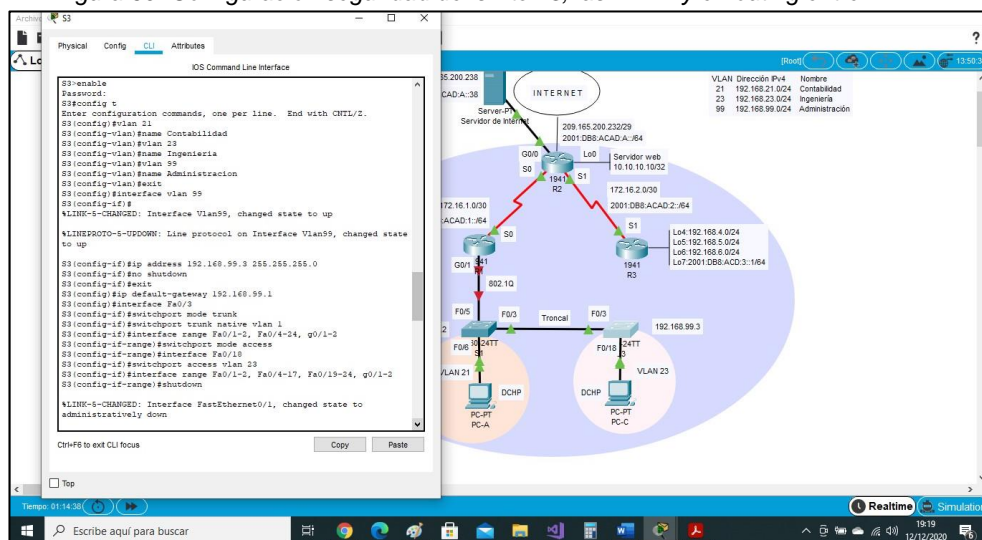 S3
Physical Config CLI Attributes
IOS Command Line Interface
S3>enable
Password:
S3#config t
Enter configuration commands, one per line. End with CNTL/Z.
S3(config)#vlan 21
S3(config-vlan)#name Contabilidad
S3(config-vlan)#vlan 23
S3(config-vlan)#name Ingenieria
S3(config-vlan)#vlan 99
S3(config-vlan)#name Administracion
S3(config-vlan)#exit
S3(config)#interface vlan 99
S3(config-if)#
%LINK-5-CHANGED: Interface Vlan99, changed state to up
%LINEPROTO-5-UPDOWN: Line protocol on Interface Vlan99, changed state
to up
S3(config-if)#ip address 192.168.99.3 255.255.255.0
S3(config-if)#no shutdown
S3(config-if)#exit
S3(config)#ip default-gateway 192.168.99.1
S3(config)#interface Fa0/3
S3(config-if)#switchport mode trunk
S3(config-if)#switchport trunk native vlan 1
S3(config-if)#interface range Fa0/1-2, Fa0/4-24, g0/1-2
S3(config-if-range)#switchport mode access
S3(config-if-range)#interface Fa0/18
S3(config-if)#switchport access vlan 23
S3(config-if)#interface range Fa0/1-2, Fa0/4-17, Fa0/19-24, g0/1-2
S3(config-if-range)#shutdown
%LINK-5-CHANGED: Interface FastEthernet0/1, changed state to
administratively down
Ctrl+F6 to exit CLI focus
Copy Paste
Top
?
[Root] 13:50:3
VLAN Dirección IPv4 Nombre
21 192.168.21.0/24 Contabilidad
23 192.168.23.0/24 Ingeniería
99 192.168.99.0/24 Administración
INTERNET
Server-PT
Servidor de Internet
209.165.200.232/29
2001:DB8:ACAD:A::/64
G0/0 Lo0
Servidor web
10.10.10.10/32
S0 S1
1941
R2
172.16.2.0/30
2001:DB8:ACAD:2::/64
172.16.1.0/30
S0
S1
G0/1
1941
R3
Lo4:192.168.4.0/24
Lo5:192.168.5.0/24
Lo6:192.168.6.0/24
Lo7:2001:DB8:ACD:3::1/64
802.1Q
F0/5 F0/3 Troncal F0/3
192.168.99.3
F0/6
F0/18
VLAN 21
VLAN 23
DCHP
DCHP
PC-PT
PC-A
PC-PT
PC-C
Tiempo: 01:14:38
Realtime Simulation
Escribe aquí para buscar
19:19
12/12/2020